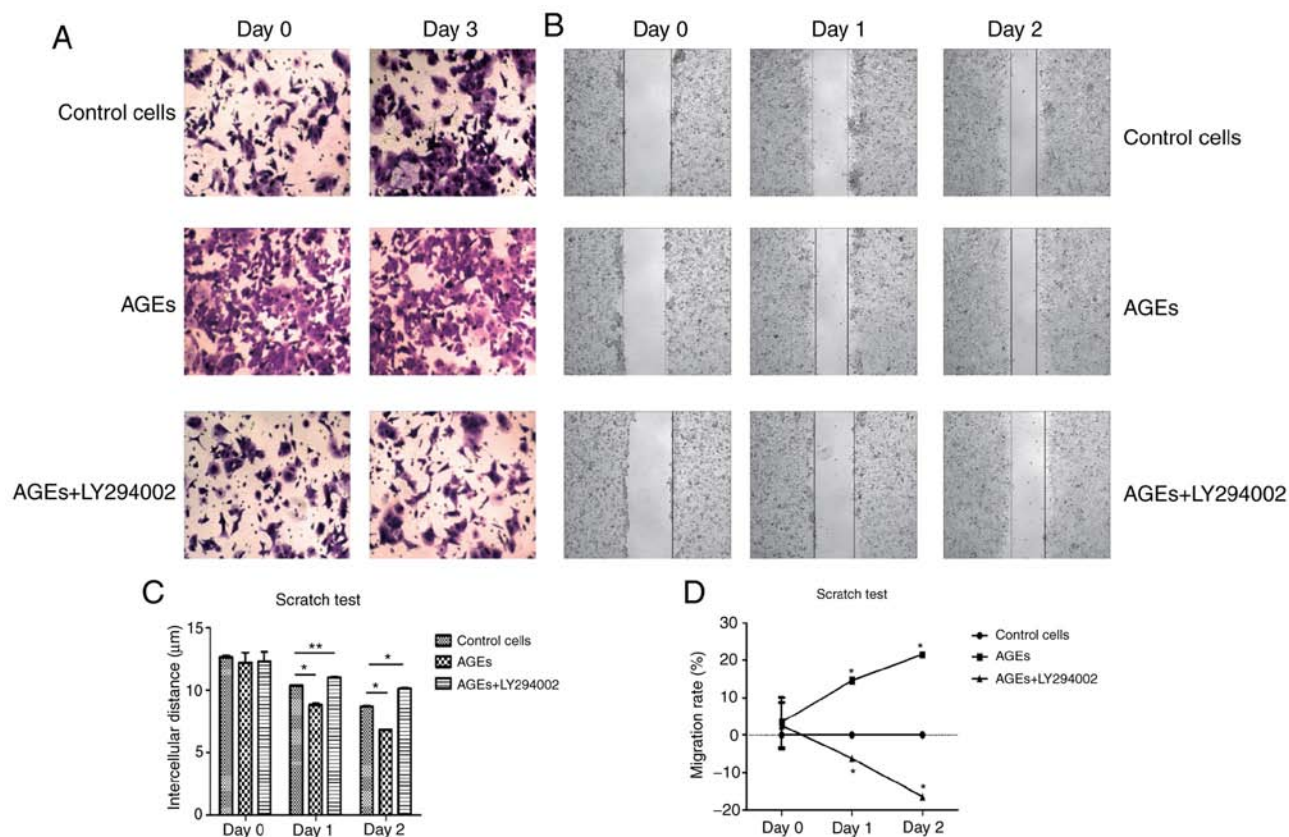 A
Day 0
Day 3
B
Day 0
Day 1
Day 2
Control cells
Control cells
AGEs
AGEs
AGEs+LY294002
AGEs+LY294002
C
Scratch test
Intercellular distance (μm)
15
10
5
0
**
*
*
*
Day 0
Day 1
Day 2
Control cells
AGEs
AGEs+LY294002
D
Scratch test
Migration rate (%)
30
20
10
0
−10
−20
*
*
*
*
Day 0
Day 1
Day 2
Control cells
AGEs
AGEs+LY294002